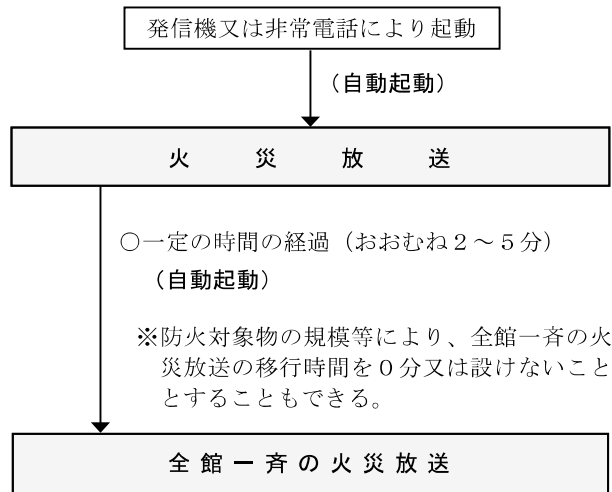 発信機又は非常電話により起動
（自動起動）
火災放送
○一定の時間の経過（おおむね２～５分）
（自動起動）
※防火対象物の規模等により、全館一斉の火
災放送の移行時間を０分又は設けないこと
とすることもできる。
全館一斉の火災放送